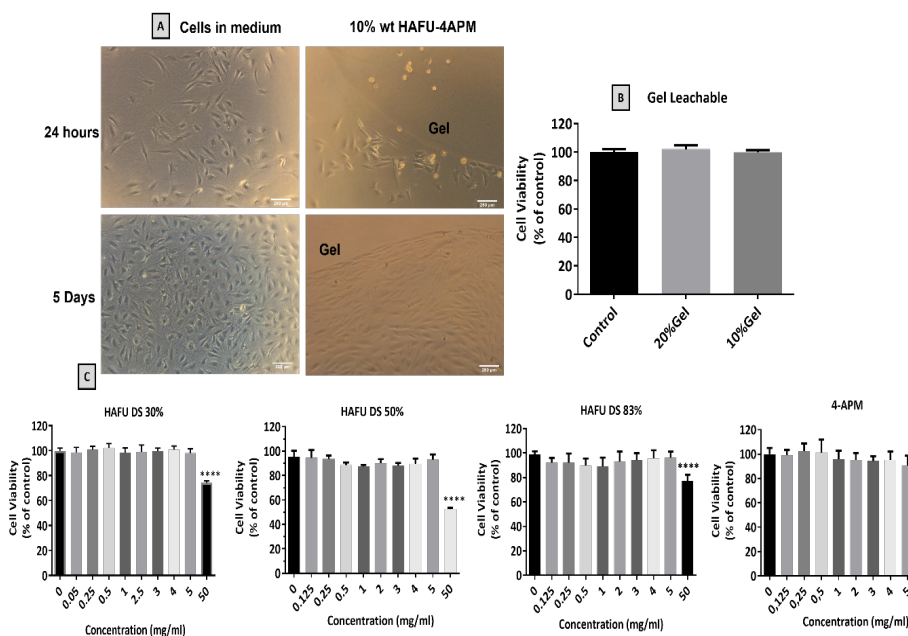 A Cells in medium
10% wt HAFU-4APM
24 hours
Gel
5 Days
Gel
B Gel Leachable
Cell Viability
(% of control)
120
100
80
60
40
20
0
Control
20%Gel
10%Gel
C
HAFU DS 30%
Cell Viability
(% of control)
120
100
80
60
40
20
0
****
0
0.05
0.25
0.5
1
2.5
3
4
5
50
Concentration (mg/ml)
HAFU DS 50%
Cell Viability
(% of control)
120
100
80
60
40
20
0
****
0
0.125
0.25
0.5
1
2
3
4
5
50
Concentration (mg/ml)
HAFU DS 83%
Cell Viability
(% of control)
120
100
80
60
40
20
0
****
0
0.125
0.25
0.5
1
2
3
4
5
50
Concentration (mg/ml)
4-APM
Cell Viability
(% of control)
120
100
80
60
40
20
0
0
0,125
0,25
0,5
1
2
3
4
5
Concentration (mg/ml)